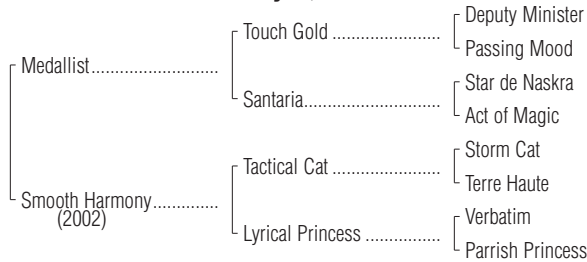 Deputy Minister
Touch Gold
Passing Mood
Medallist
Star de Naskra
Santaria
Act of Magic
Storm Cat
Tactical Cat
Terre Haute
Smooth Harmony
(2002)
Verbatim
Lyrical Princess
Parrish Princess